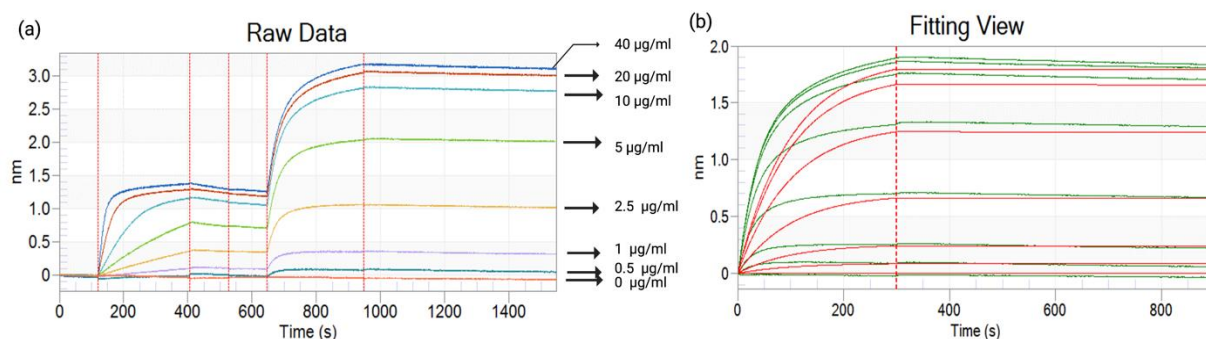 (a)
Raw Data
3.0
2.5
2.0
1.5
1.0
0.5
0
nm
0 200 400 600 800 1000 1200 1400
Time (s)
40 µg/ml
20 µg/ml
10 µg/ml
5 µg/ml
2.5 µg/ml
1 µg/ml
0.5 µg/ml
0 µg/ml
(b)
Fitting View
2.0
1.5
1.0
0.5
0
nm
0 200 400 600 800
Time (s)